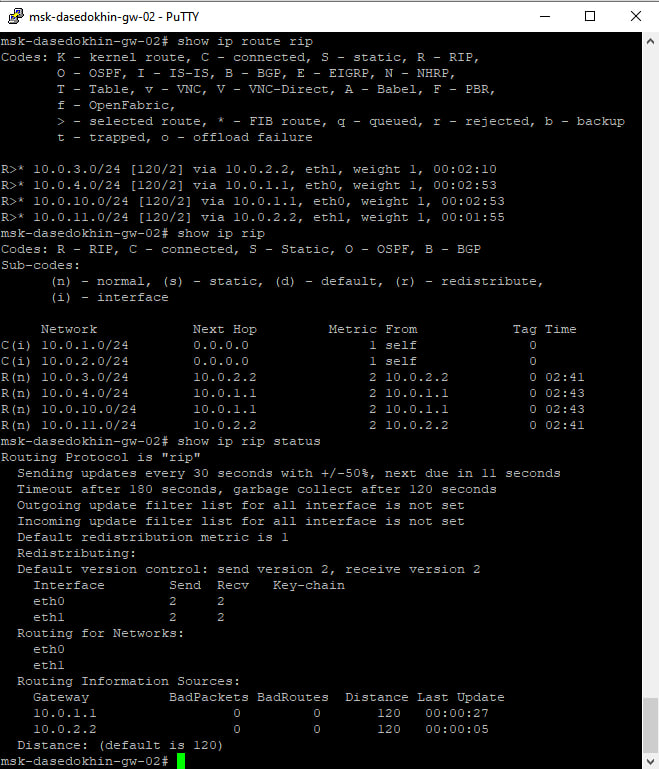 msk-dasedokhin-gw-02 - PuTTY
msk-dasedokhin-gw-02# show ip route rip
Codes: K - kernel route, C - connected, S - static, R - RIP,
       O - OSPF, I - IS-IS, B - BGP, E - EIGRP, N - NHRP,
       T - Table, v - VNC, V - VNC-Direct, A - Babel, F - PBR,
       f - OpenFabric,
       > - selected route, * - FIB route, q - queued, r - rejected, b - backup
       t - trapped, o - offload failure

R>* 10.0.3.0/24 [120/2] via 10.0.2.2, eth1, weight 1, 00:02:10
R>* 10.0.4.0/24 [120/2] via 10.0.1.1, eth0, weight 1, 00:02:53
R>* 10.0.10.0/24 [120/2] via 10.0.1.1, eth0, weight 1, 00:02:53
R>* 10.0.11.0/24 [120/2] via 10.0.2.2, eth1, weight 1, 00:01:55
msk-dasedokhin-gw-02# show ip rip
Codes: R - RIP, C - connected, S - Static, O - OSPF, B - BGP
Sub-codes:
      (n) - normal, (s) - static, (d) - default, (r) - redistribute,
      (i) - interface

     Network            Next Hop         Metric From            Tag Time
C(i) 10.0.1.0/24        0.0.0.0               1 self              0
C(i) 10.0.2.0/24        0.0.0.0               1 self              0
R(n) 10.0.3.0/24        10.0.2.2              2 10.0.2.2          0 02:41
R(n) 10.0.4.0/24        10.0.1.1              2 10.0.1.1          0 02:43
R(n) 10.0.10.0/24       10.0.1.1              2 10.0.1.1          0 02:43
R(n) 10.0.11.0/24       10.0.2.2              2 10.0.2.2          0 02:41
msk-dasedokhin-gw-02# show ip rip status
Routing Protocol is "rip"
  Sending updates every 30 seconds with +/-50%, next due in 11 seconds
  Timeout after 180 seconds, garbage collect after 120 seconds
  Outgoing update filter list for all interface is not set
  Incoming update filter list for all interface is not set
  Default redistribution metric is 1
  Redistributing:
  Default version control: send version 2, receive version 2
    Interface        Send  Recv   Key-chain
    eth0             2     2
    eth1             2     2
  Routing for Networks:
    eth0
    eth1
  Routing Information Sources:
    Gateway          BadPackets BadRoutes  Distance Last Update
    10.0.1.1                 0         0       120   00:00:27
    10.0.2.2                 0         0       120   00:00:05
  Distance: (default is 120)
msk-dasedokhin-gw-02#